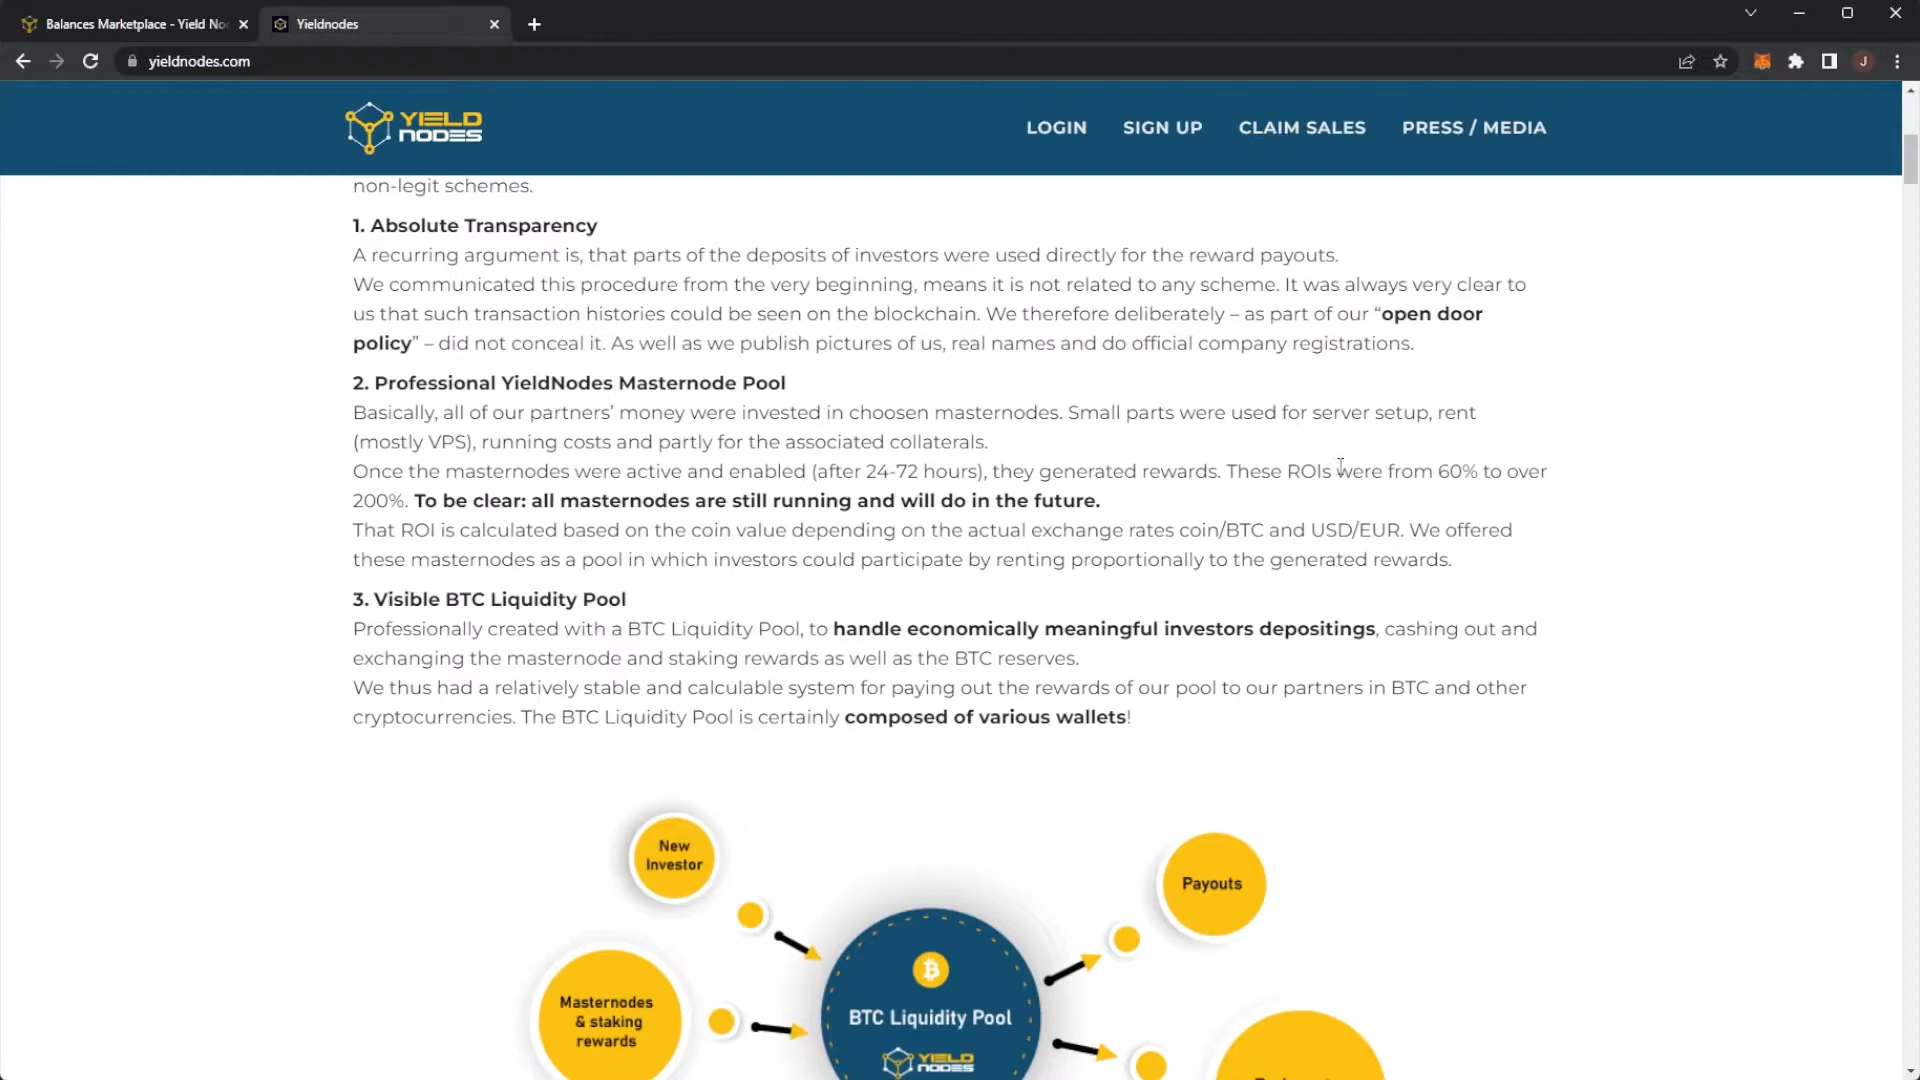 Balances Marketplace - Yield No
Yieldnodes
yieldnodes.com
J
YIELD
NODES
LOGIN SIGN UP CLAIM SALES PRESS / MEDIA
non-legit schemes.
1. Absolute Transparency
A recurring argument is, that parts of the deposits of investors were used directly for the reward payouts.
We communicated this procedure from the very beginning, means it is not related to any scheme. It was always very clear to
us that such transaction histories could be seen on the blockchain. We therefore deliberately – as part of our “open door
policy” – did not conceal it. As well as we publish pictures of us, real names and do official company registrations.
2. Professional YieldNodes Masternode Pool
Basically, all of our partners’ money were invested in choosen masternodes. Small parts were used for server setup, rent
(mostly VPS), running costs and partly for the associated collaterals.
Once the masternodes were active and enabled (after 24-72 hours), they generated rewards. These ROIs were from 60% to over
200%. To be clear: all masternodes are still running and will do in the future.
That ROI is calculated based on the coin value depending on the actual exchange rates coin/BTC and USD/EUR. We offered
these masternodes as a pool in which investors could participate by renting proportionally to the generated rewards.
3. Visible BTC Liquidity Pool
Professionally created with a BTC Liquidity Pool, to handle economically meaningful investors depositings, cashing out and
exchanging the masternode and staking rewards as well as the BTC reserves.
We thus had a relatively stable and calculable system for paying out the rewards of our pool to our partners in BTC and other
cryptocurrencies. The BTC Liquidity Pool is certainly composed of various wallets!
New
Investor
Payouts
Masternodes
& staking
rewards
BTC Liquidity Pool
YIELD
NODES